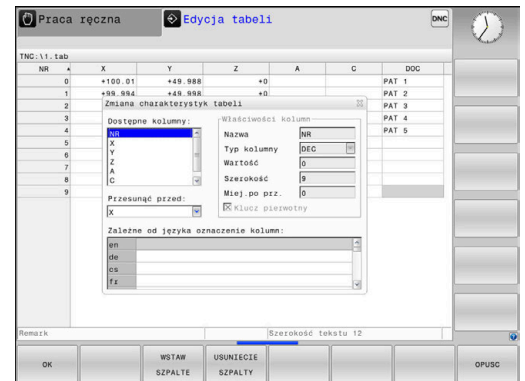 Praca ręczna
Edycja tabeli
DNC
TNC:\1.tab
NR X Y Z A C DOC
0 +100.01 +49.988 +0 PAT 1
1 +99.994 +49.998 +0 PAT 2
2 PAT 3
3 PAT 4
4 PAT 5
5
6
7
8
9
Zmiana charakterystyk tabeli
Dostępne kolumny:
NR
X
Y
Z
A
C
Przesunąć przed:
X
Właściwości kolumn
Nazwa NR
Typ kolumny DEC
Wartość 0
Szerokość 9
Miej.po prz. 0
Klucz pierwotny
Zależne od języka oznaczenie kolumn:
en
de
cs
fr
Remark
Szerokość tekstu 12
OK
WSTAW SZPALTE
USUNIECIE SZPALTY
OPUSC